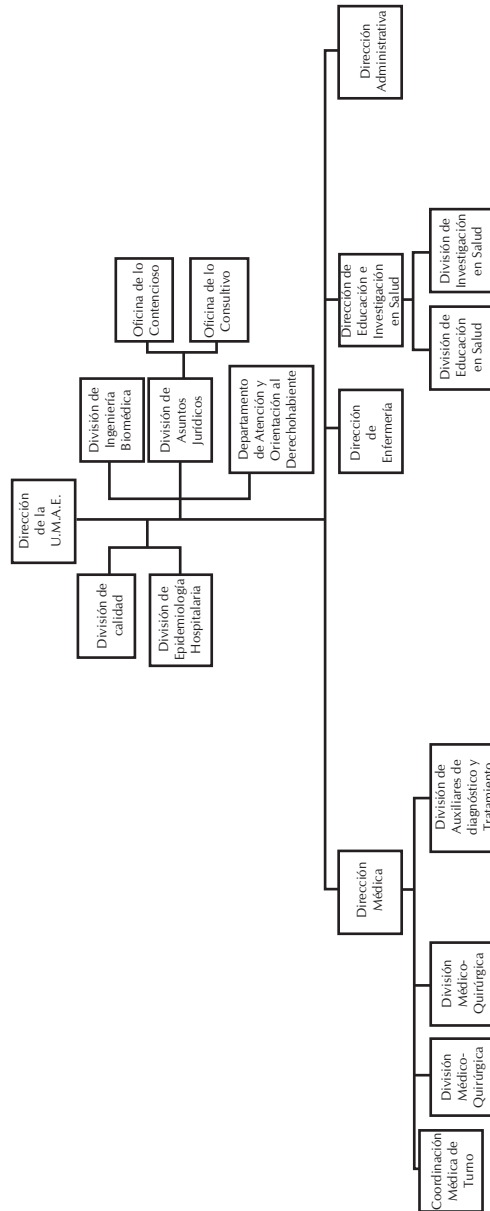 Dirección
de la
U.M.A.E.
División de
calidad
División de
Epidemiología
Hospitalaria
División de
Ingeniería
Biomédica
División de
Asuntos
Jurídicos
Departamento
de Atención y
Orientación al
Derechohabiente
Oficina de lo
Contencioso
Oficina de lo
Consultivo
Dirección
Médica
Dirección
de
Enfermería
Dirección de
Educación e
Investigación
en Salud
Dirección
Administrativa
Coordinación
Médica de
Turno
División
Médico-
Quirúrgica
División
Médico-
Quirúrgica
División de
Auxiliares de
diagnóstico y
Tratamiento
División de
Educación
en Salud
División de
Investigación
en Salud